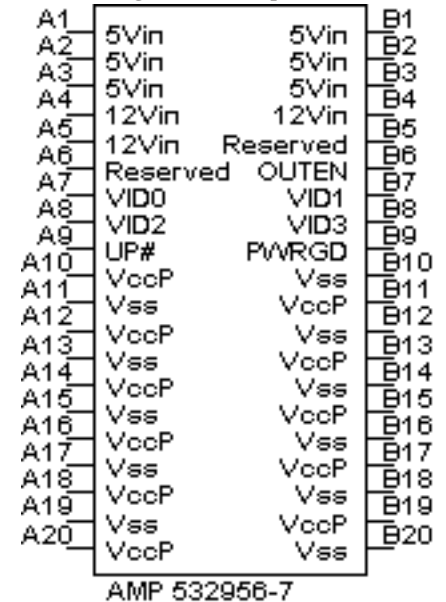 A1 5Vin 5Vin B1
A2 5Vin 5Vin B2
A3 5Vin 5Vin B3
A4 12Vin 12Vin B4
A5 12Vin Reserved B5
A6 Reserved OUTEN B6
A7 VID0 VID1 B7
A8 VID2 VID3 B8
A9 UP# PWRGD B9
A10 VccP Vss B10
A11 Vss VccP B11
A12 VccP Vss B12
A13 Vss VccP B13
A14 VccP Vss B14
A15 Vss VccP B15
A16 VccP Vss B16
A17 Vss VccP B17
A18 VccP Vss B18
A19 Vss VccP B19
A20 VccP Vss B20
AMP 532956-7